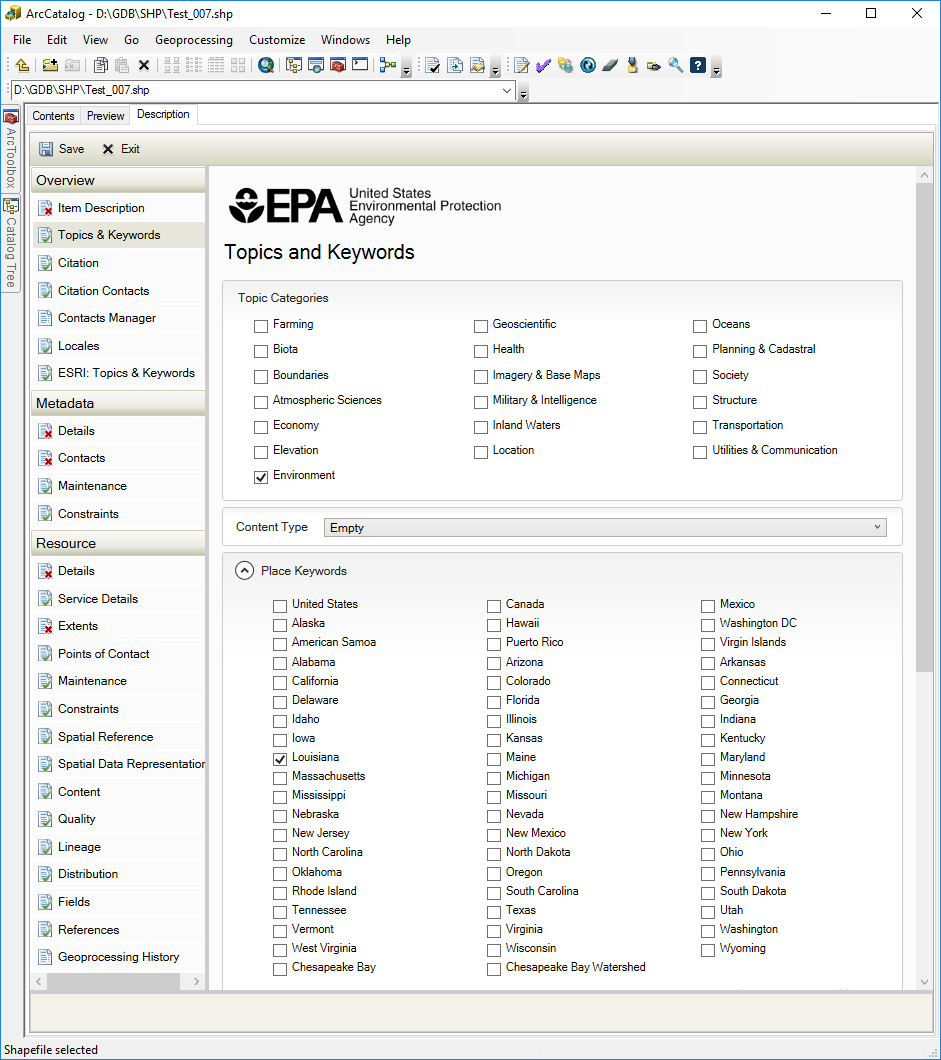 ArcCatalog - D:\GDB\SHP\Test_007.shp
File Edit View Go Geoprocessing Customize Windows Help
D:\GDB\SHP\Test_007.shp
ArcToolbox
Catalog Tree
Contents Preview Description
Save Exit
Overview
Item Description
Topics & Keywords
Citation
Citation Contacts
Contacts Manager
Locales
ESRI: Topics & Keywords
Metadata
Details
Contacts
Maintenance
Constraints
Resource
Details
Service Details
Extents
Points of Contact
Maintenance
Constraints
Spatial Reference
Spatial Data Representation
Content
Quality
Lineage
Distribution
Fields
References
Geoprocessing History
EPA United States
Environmental Protection
Agency
Topics and Keywords
Topic Categories
Farming Geoscientific Oceans
Biota Health Planning & Cadastral
Boundaries Imagery & Base Maps Society
Atmospheric Sciences Military & Intelligence Structure
Economy Inland Waters Transportation
Elevation Location Utilities & Communication
Environment
Content Type Empty
Place Keywords
United States Canada Mexico
Alaska Hawaii Washington DC
American Samoa Puerto Rico Virgin Islands
Alabama Arizona Arkansas
California Colorado Connecticut
Delaware Florida Georgia
Idaho Illinois Indiana
Iowa Kansas Kentucky
Louisiana Maine Maryland
Massachusetts Michigan Minnesota
Mississippi Missouri Montana
Nebraska Nevada New Hampshire
New Jersey New Mexico New York
North Carolina North Dakota Ohio
Oklahoma Oregon Pennsylvania
Rhode Island South Carolina South Dakota
Tennessee Texas Utah
Vermont Virginia Washington
West Virginia Wisconsin Wyoming
Chesapeake Bay Chesapeake Bay Watershed
Shapefile selected